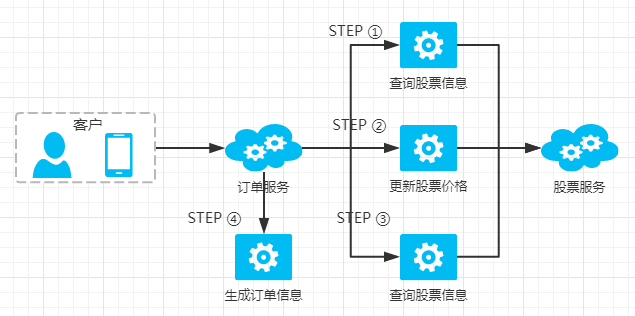 STEP ①
查询股票信息
客户
STEP ②
订单服务
更新股票价格
股票服务
STEP ④
STEP ③
生成订单信息
查询股票信息